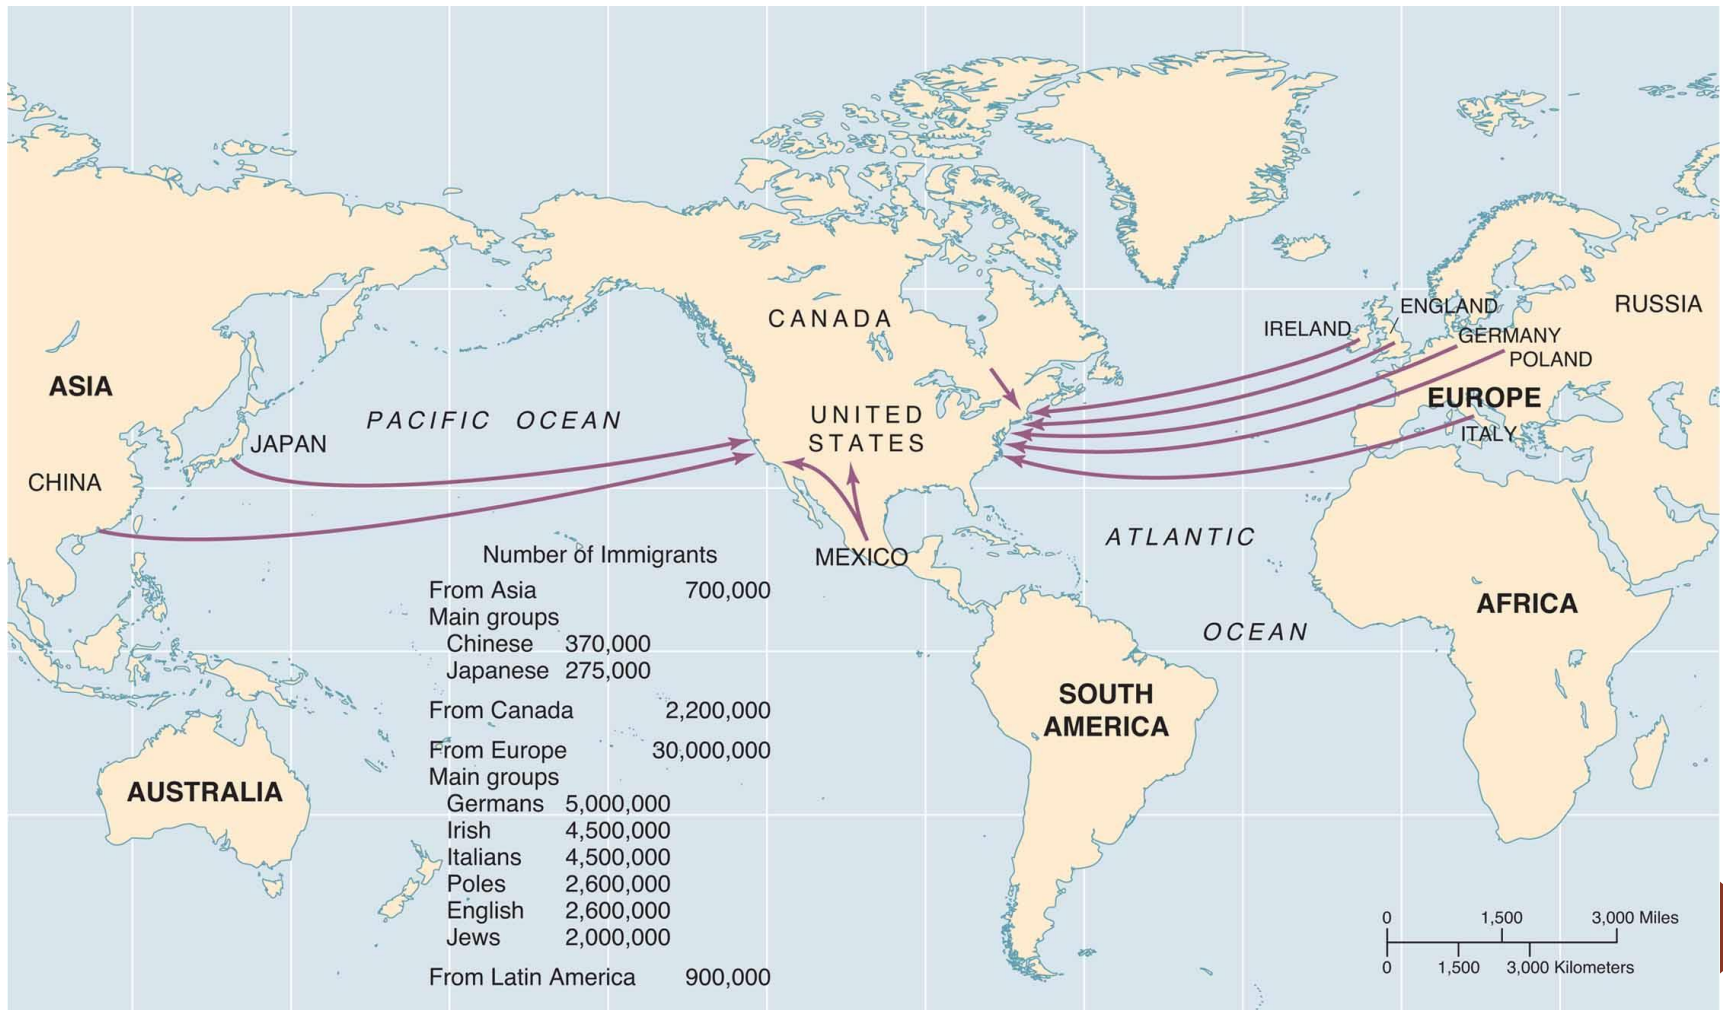 ENGLAND
RUSSIA
CANADA
IRELAND
GERMANY
POLAND
ASIA
EUROPE
PACIFIC OCEAN
UNITED
STATES
JAPAN
ITALY
CHINA
ATLANTIC
OCEAN
MEXICO
AFRICA
SOUTH
AMERICA
AUSTRALIA
Number of Immigrants
From Asia 700,000
Main groups
Chinese 370,000
Japanese 275,000
From Canada 2,200,000
From Europe 30,000,000
Main groups
Germans 5,000,000
Irish 4,500,000
Italians 4,500,000
Poles 2,600,000
English 2,600,000
Jews 2,000,000
From Latin America 900,000
0 1,500 3,000 Miles
0 1,500 3,000 Kilometers